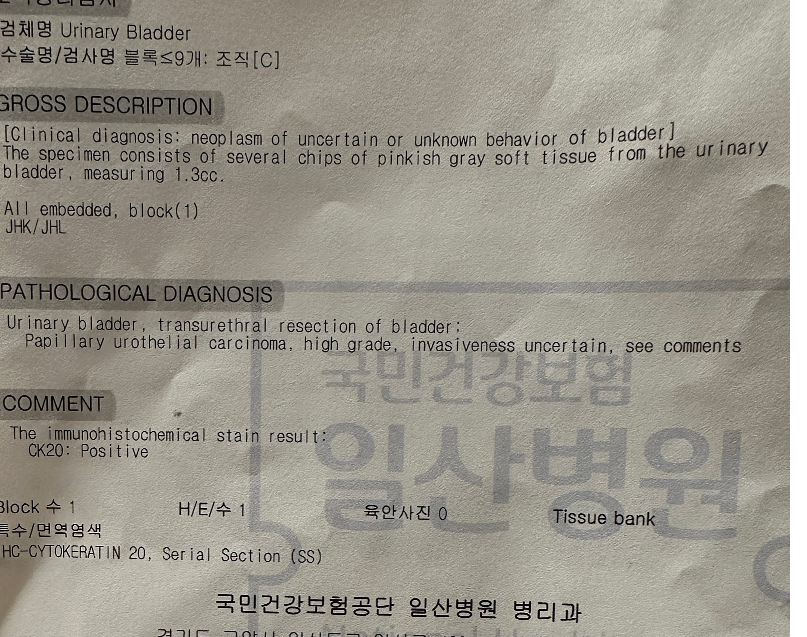 검체명 Urinary Bladder
수술명/검사명 블록≤9개: 조직[C]
GROSS DESCRIPTION
[Clinical diagnosis: neoplasm of uncertain or unknown behavior of bladder]
The specimen consists of several chips of pinkish gray soft tissue from the urinary
bladder, measuring 1.3cc.
All embedded, block(1)
JHK/JHL
PATHOLOGICAL DIAGNOSIS
Urinary bladder, transurethral resection of bladder:
Papillary urothelial carcinoma, high grade, invasiveness uncertain, see comments
국민건강보험
일산병원
COMMENT
The immunohistochemical stain result:
CK20: Positive
Block 수 1 H/E/수 1 육안사진 0 Tissue bank
특수/면역염색
HC-CYTOKERATIN 20, Serial Section (SS)
국민건강보험공단 일산병원 병리과